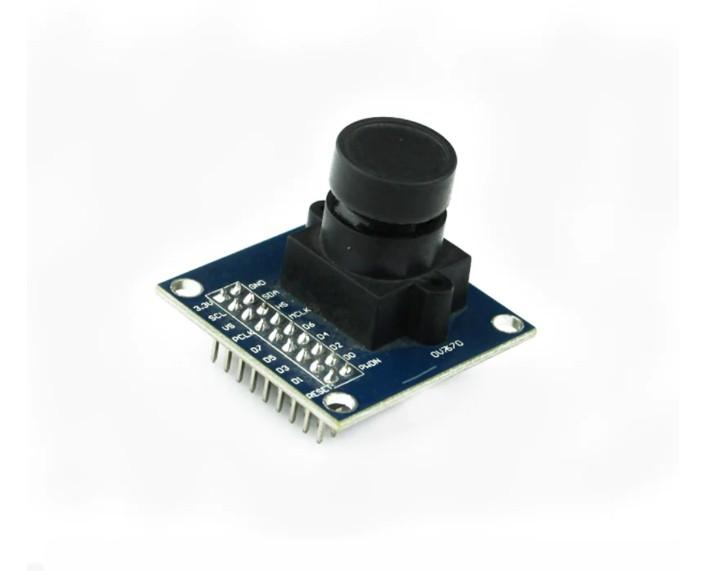 3.3V GND
SCL SDA
VS HS
PCLK MCLK
D7 D6
D5 D4
D3 D2
D1 D0
RESET PWDN
OV7670